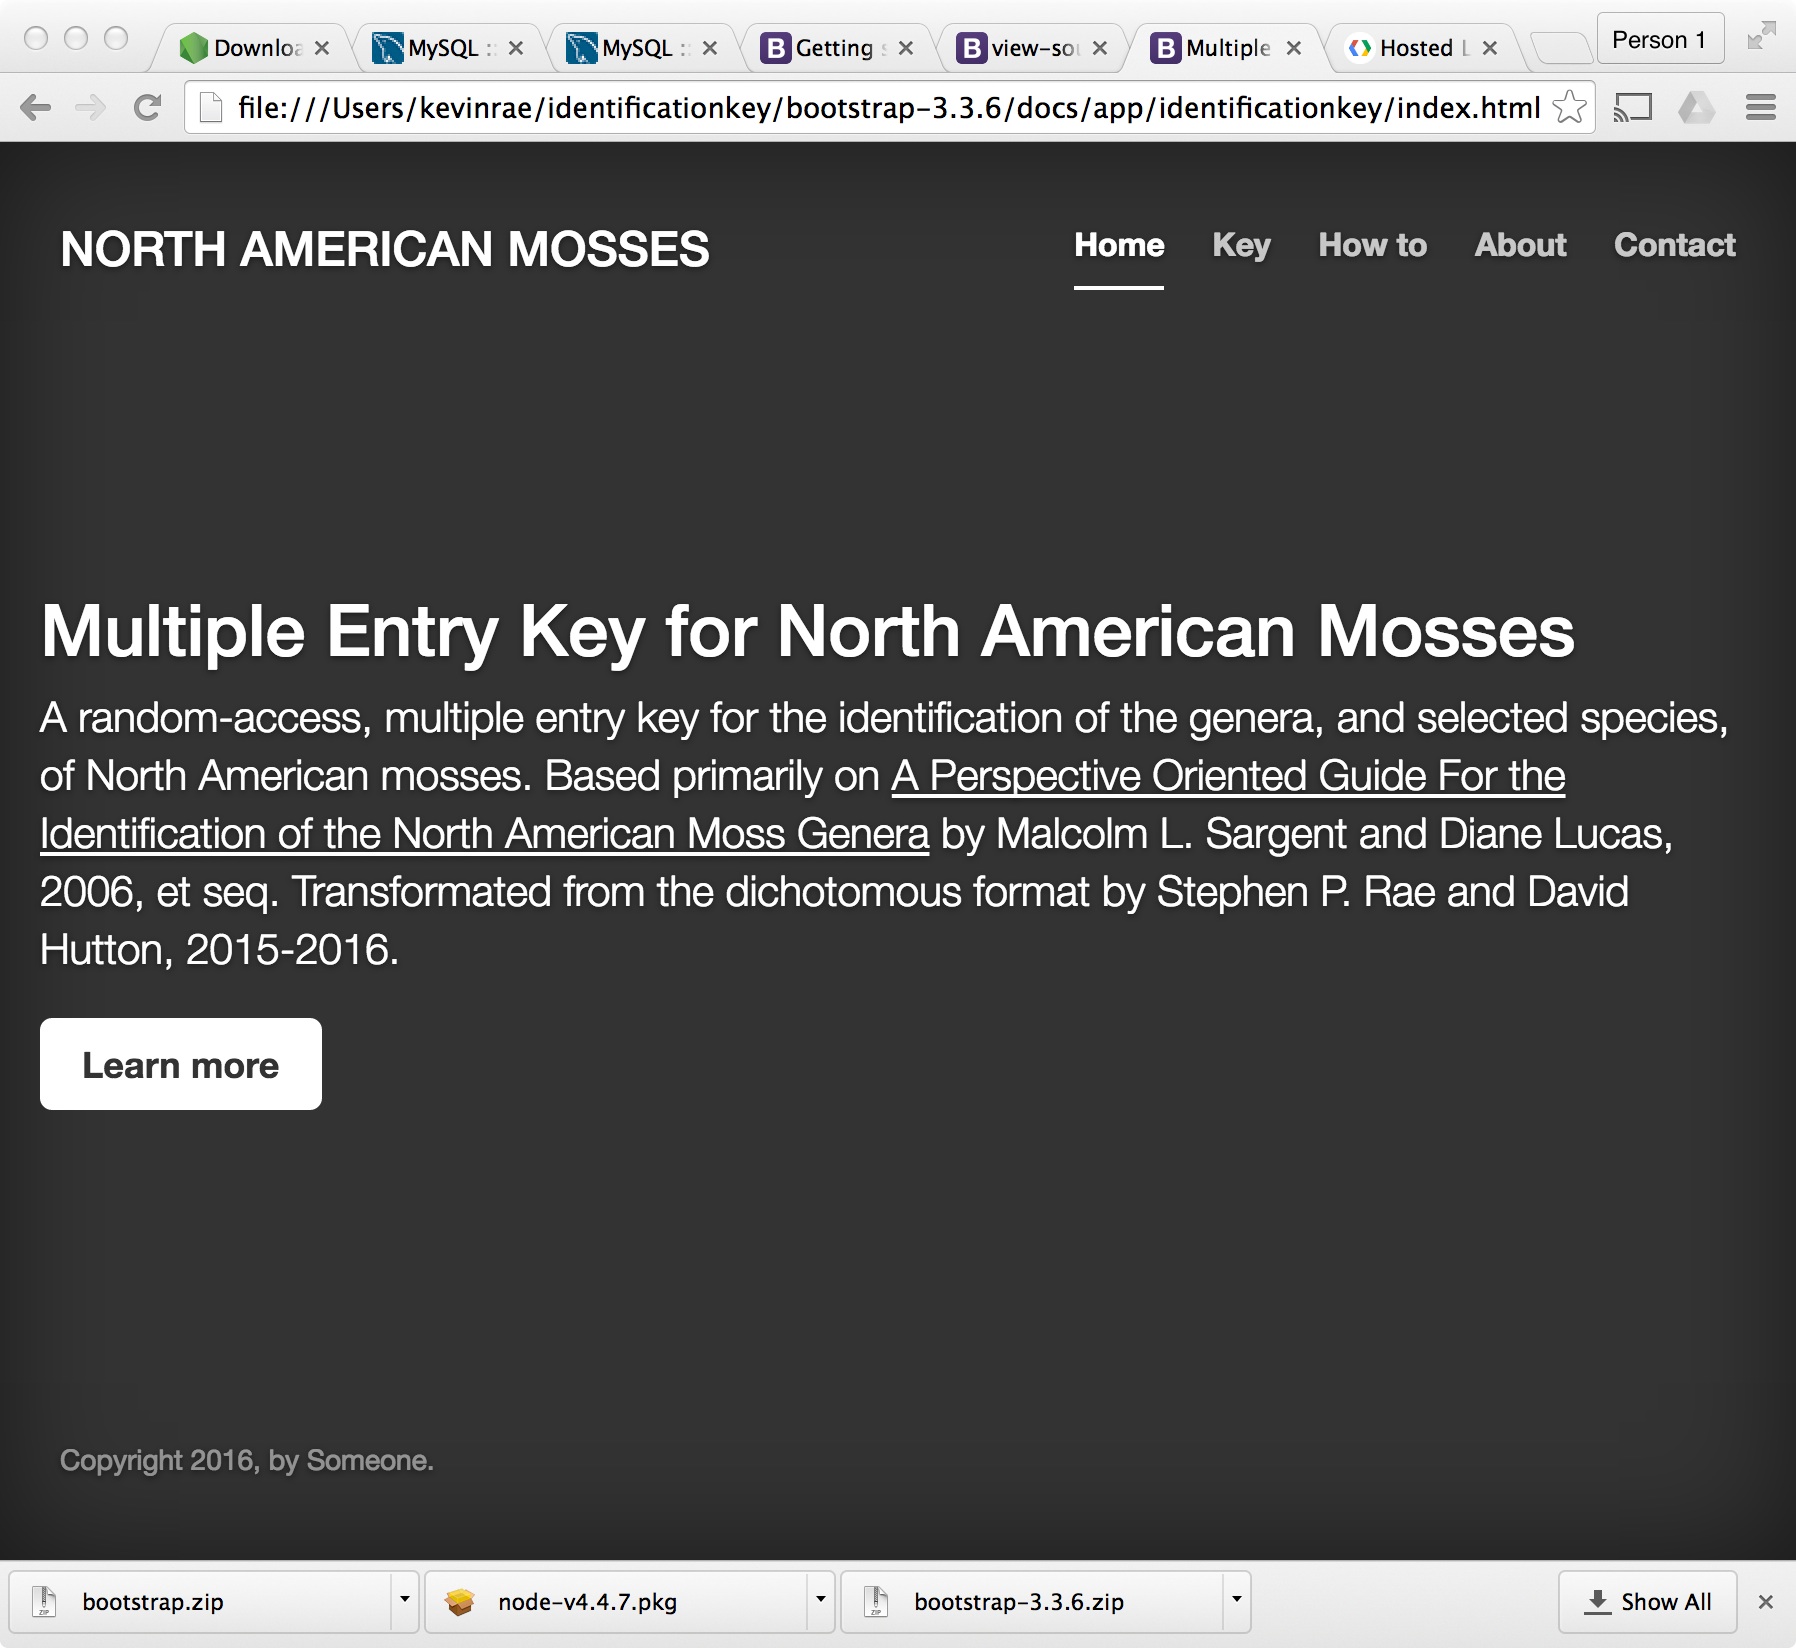 Downloa MySQL :: MySQL :: Getting s view-sou Multiple Hosted L Person 1
file:///Users/kevinrae/identificationkey/bootstrap-3.3.6/docs/app/identificationkey/index.html
NORTH AMERICAN MOSSES Home Key How to About Contact
Multiple Entry Key for North American Mosses
A random-access, multiple entry key for the identification of the genera, and selected species,
of North American mosses. Based primarily on A Perspective Oriented Guide For the
Identification of the North American Moss Genera by Malcolm L. Sargent and Diane Lucas,
2006, et seq. Transformated from the dichotomous format by Stephen P. Rae and David
Hutton, 2015-2016.
Learn more
Copyright 2016, by Someone.
bootstrap.zip node-v4.4.7.pkg bootstrap-3.3.6.zip Show All